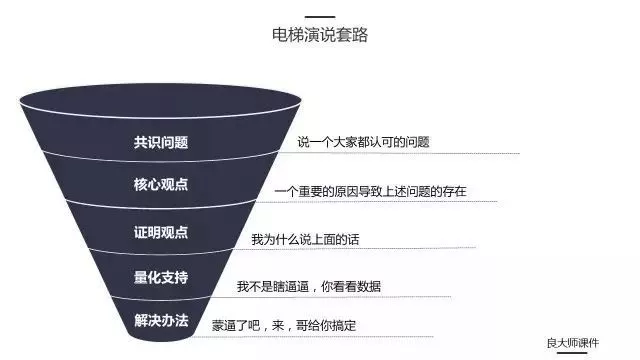 电梯演说套路
共识问题
说一个大家都认可的问题
核心观点
一个重要的原因导致上述问题的存在
证明观点
我为什么说上面的话
量化支持
我不是瞎逼逼，你看看数据
解决办法
蒙逼了吧，来，哥给你搞定
良大师课件